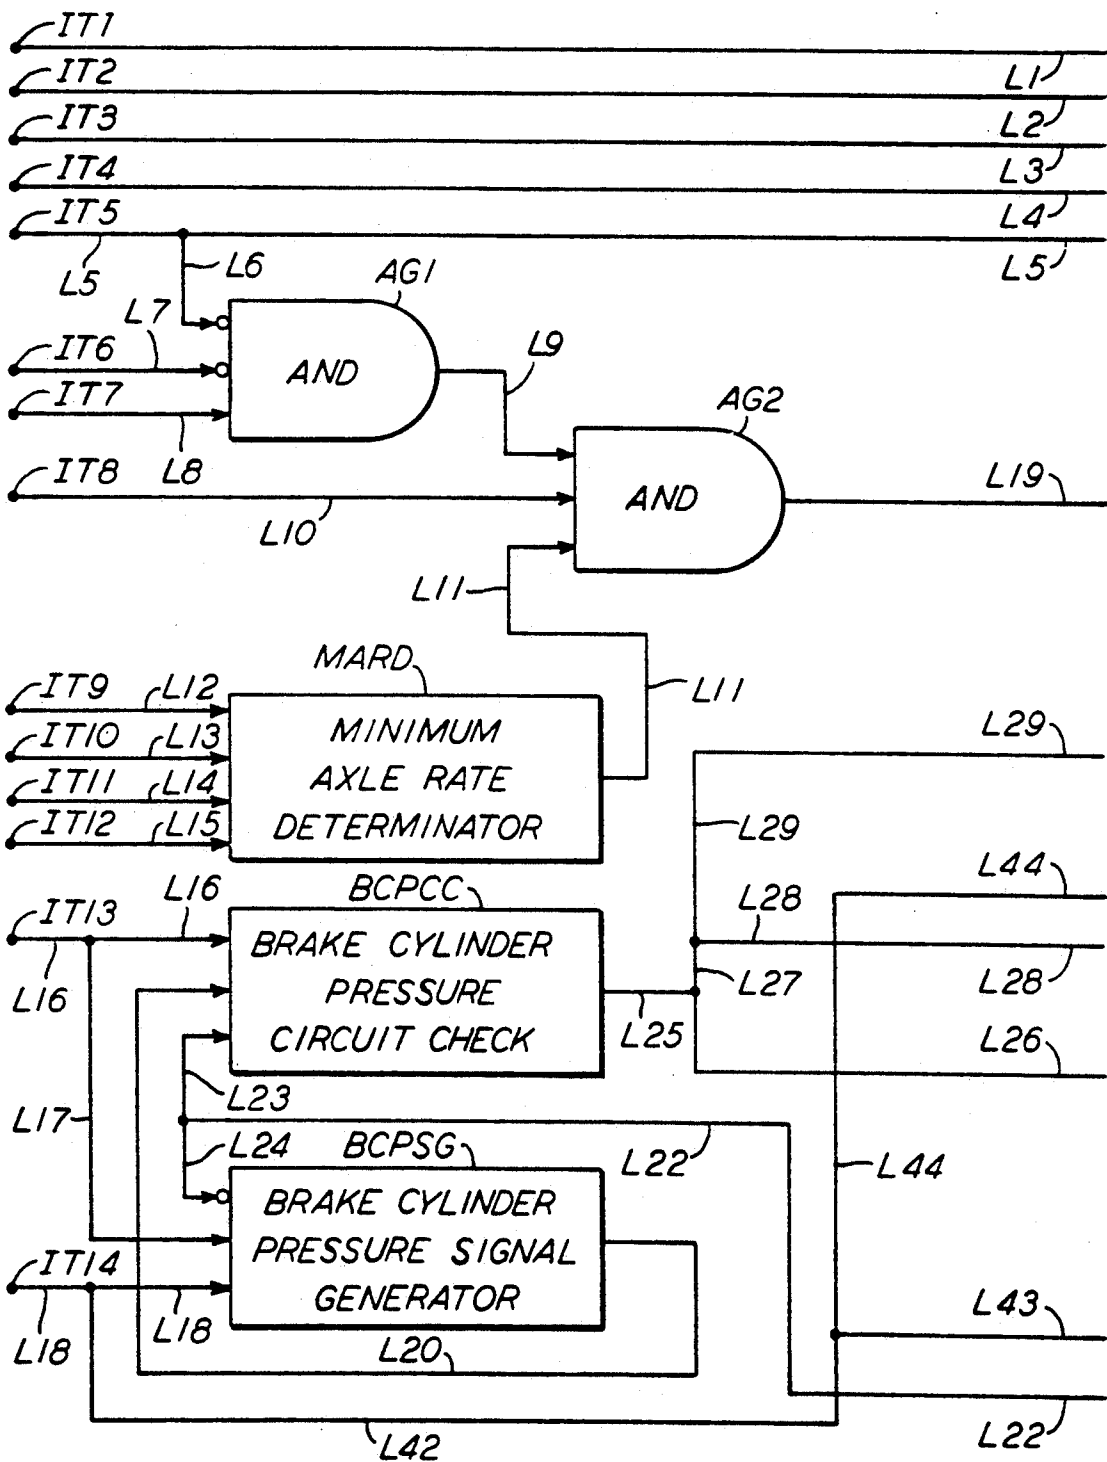 IT1
L1
IT2
L2
IT3
L3
IT4
L4
IT5
L5
L5
L6
AG1
L7
IT6
AND
L9
IT7
L8
AG2
IT8
L10
AND
L19
L11
MARD
L11
IT9 L12
IT10 L13
IT11 L14
IT12 L15
MINIMUM
AXLE RATE
DETERMINATOR
L29
L29
BCPCC
L16
IT13
L16
BRAKE CYLINDER
PRESSURE
CIRCUIT CHECK
L44
L28
L28
L27
L25
L26
L23
L17
L24
BCPSG
L22
L44
BRAKE CYLINDER
PRESSURE SIGNAL
GENERATOR
IT14
L18
L18
L20
L43
L42
L22